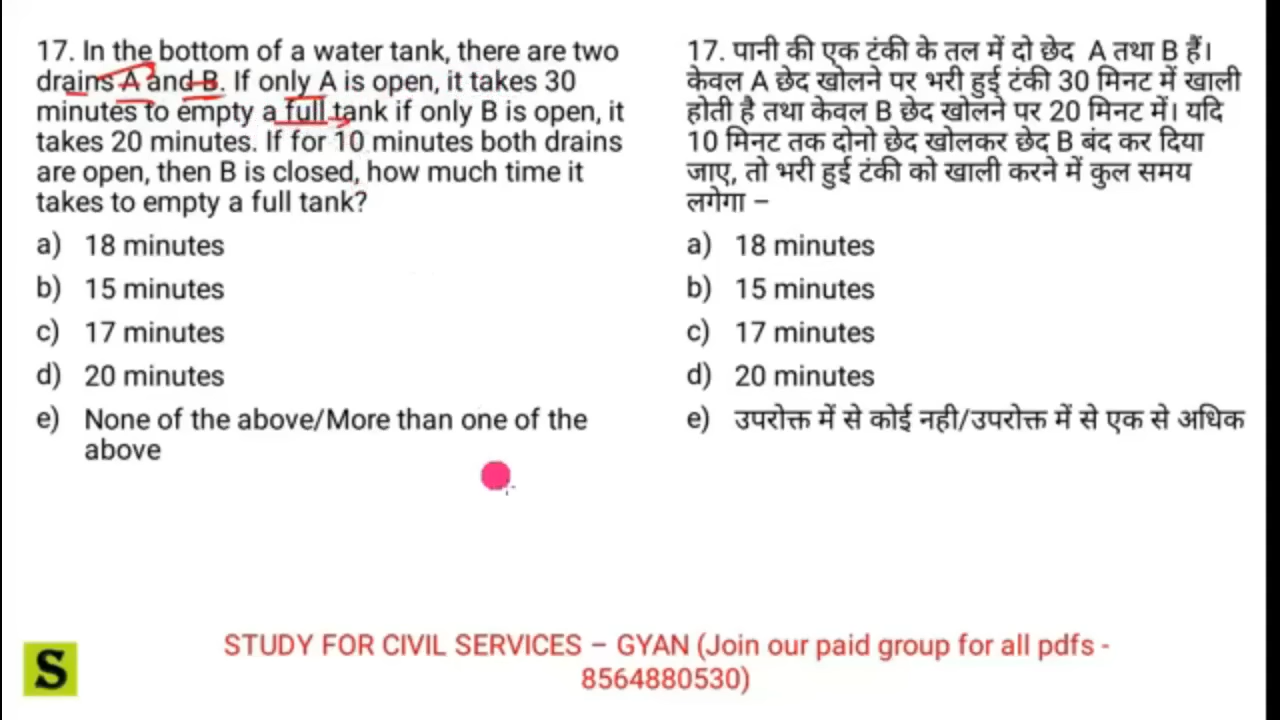 17. In the bottom of a water tank, there are two
drains A and B. If only A is open, it takes 30
minutes to empty a full tank if only B is open, it
takes 20 minutes. If for 10 minutes both drains
are open, then B is closed, how much time it
takes to empty a full tank?
a) 18 minutes
b) 15 minutes
c) 17 minutes
d) 20 minutes
e) None of the above/More than one of the
above
17. पानी की एक टंकी के तल में दो छेद A तथा B हैं।
केवल A छेद खोलने पर भरी हुई टंकी 30 मिनट में खाली
होती है तथा केवल B छेद खोलने पर 20 मिनट में। यदि
10 मिनट तक दोनो छेद खोलकर छेद B बंद कर दिया
जाए, तो भरी हुई टंकी को खाली करने में कुल समय
लगेगा –
a) 18 minutes
b) 15 minutes
c) 17 minutes
d) 20 minutes
e) उपरोक्त में से कोई नही/उपरोक्त में से एक से अधिक
S
STUDY FOR CIVIL SERVICES – GYAN (Join our paid group for all pdfs -
8564880530)